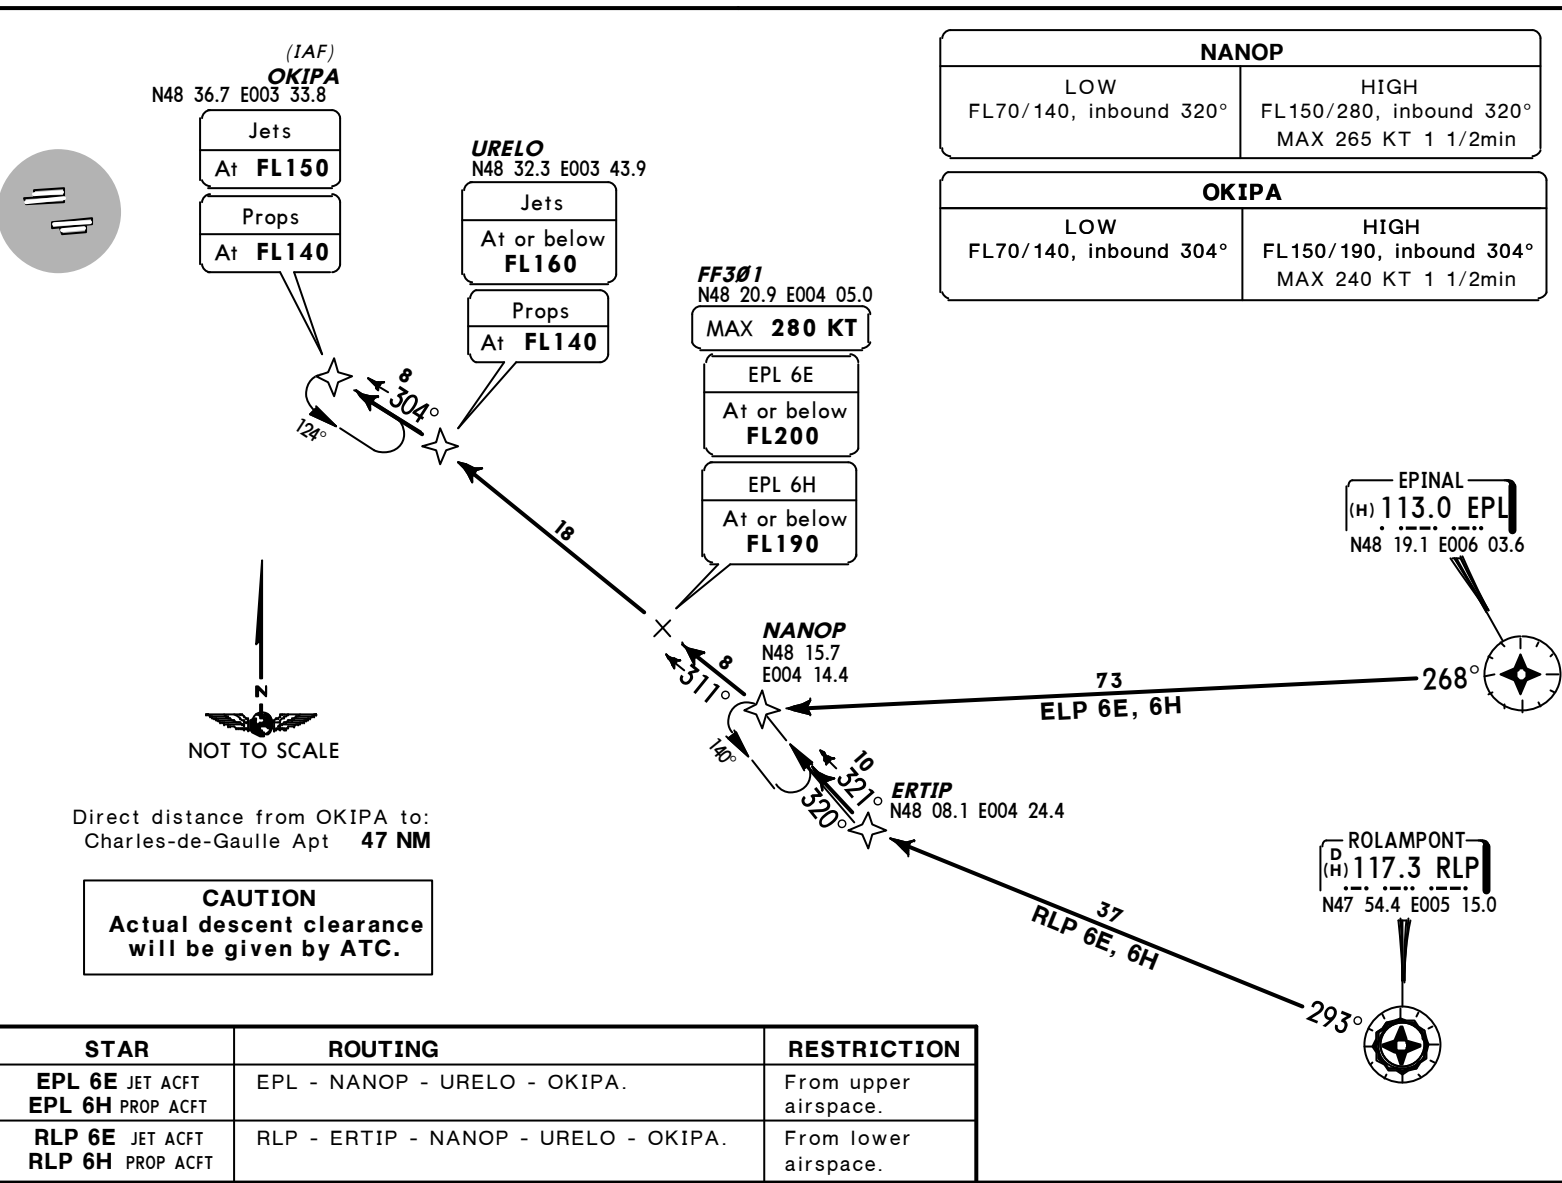 (IAF)
OKIPA
N48 36.7 E003 33.8
Jets
At FL150
Props
At FL140
URELO
N48 32.3 E003 43.9
Jets
At or below
FL160
Props
At FL140
FF3Ø1
N48 20.9 E004 05.0
MAX 280 KT
EPL 6E
At or below
FL200
EPL 6H
At or below
FL190
NANOP
LOW
FL70/140, inbound 320°
HIGH
FL150/280, inbound 320°
MAX 265 KT 1 1/2min
OKIPA
LOW
FL70/140, inbound 304°
HIGH
FL150/190, inbound 304°
MAX 240 KT 1 1/2min
8
304°
124°
18
EPINAL
(H) 113.0 EPL
N48 19.1 E006 03.6
NANOP
N48 15.7
E004 14.4
8
311°
140°
73
268°
ELP 6E, 6H
10
321°
320°
ERTIP
N48 08.1 E004 24.4
ROLAMPONT
D
(H) 117.3 RLP
N47 54.4 E005 15.0
37
RLP 6E, 6H
293°
N
NOT TO SCALE
Direct distance from OKIPA to:
Charles-de-Gaulle Apt 47 NM
CAUTION
Actual descent clearance
will be given by ATC.
STAR ROUTING RESTRICTION
EPL 6E JET ACFT EPL - NANOP - URELO - OKIPA. From upper
EPL 6H PROP ACFT airspace.
RLP 6E JET ACFT RLP - ERTIP - NANOP - URELO - OKIPA. From lower
RLP 6H PROP ACFT airspace.